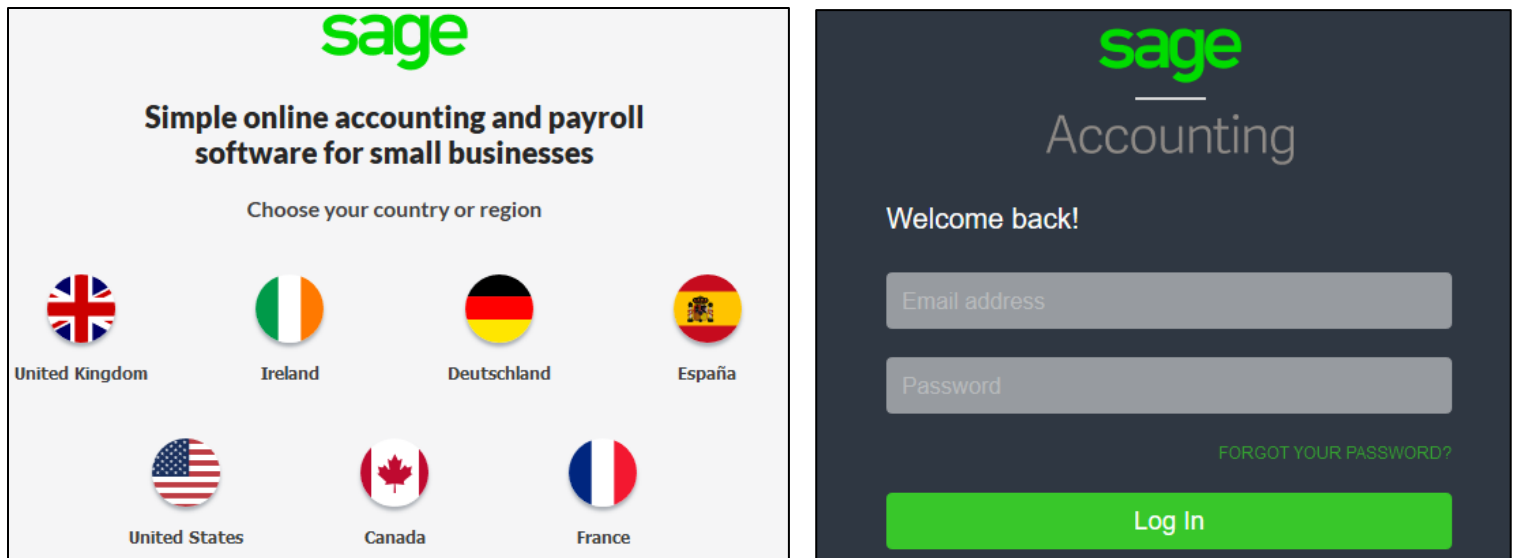 sage
Simple online accounting and payroll
software for small businesses
Choose your country or region
United Kingdom
Ireland
Deutschland
España
United States
Canada
France
sage
Accounting
Welcome back!
Email address
Password
FORGOT YOUR PASSWORD?
Log In